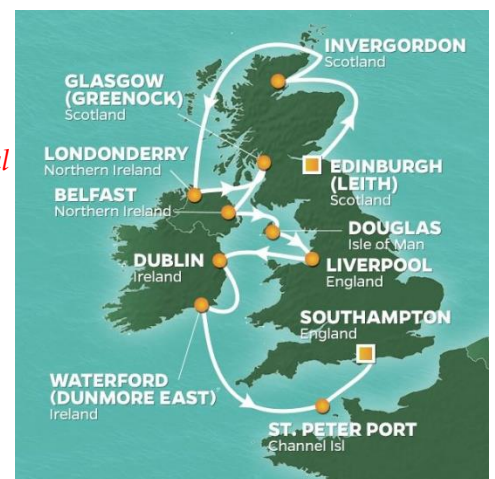 INVERGORDON
Scotland
GLASGOW
(GREENOCK)
Scotland
al
LONDONDERRY
Northern Ireland
EDINBURGH
(LEITH)
Scotland
BELFAST
Northern Ireland
DOUGLAS
Isle of Man
DUBLIN
Ireland
LIVERPOOL
England
SOUTHAMPTON
England
WATERFORD
(DUNMORE EAST)
Ireland
ST. PETER PORT
Channel Isl